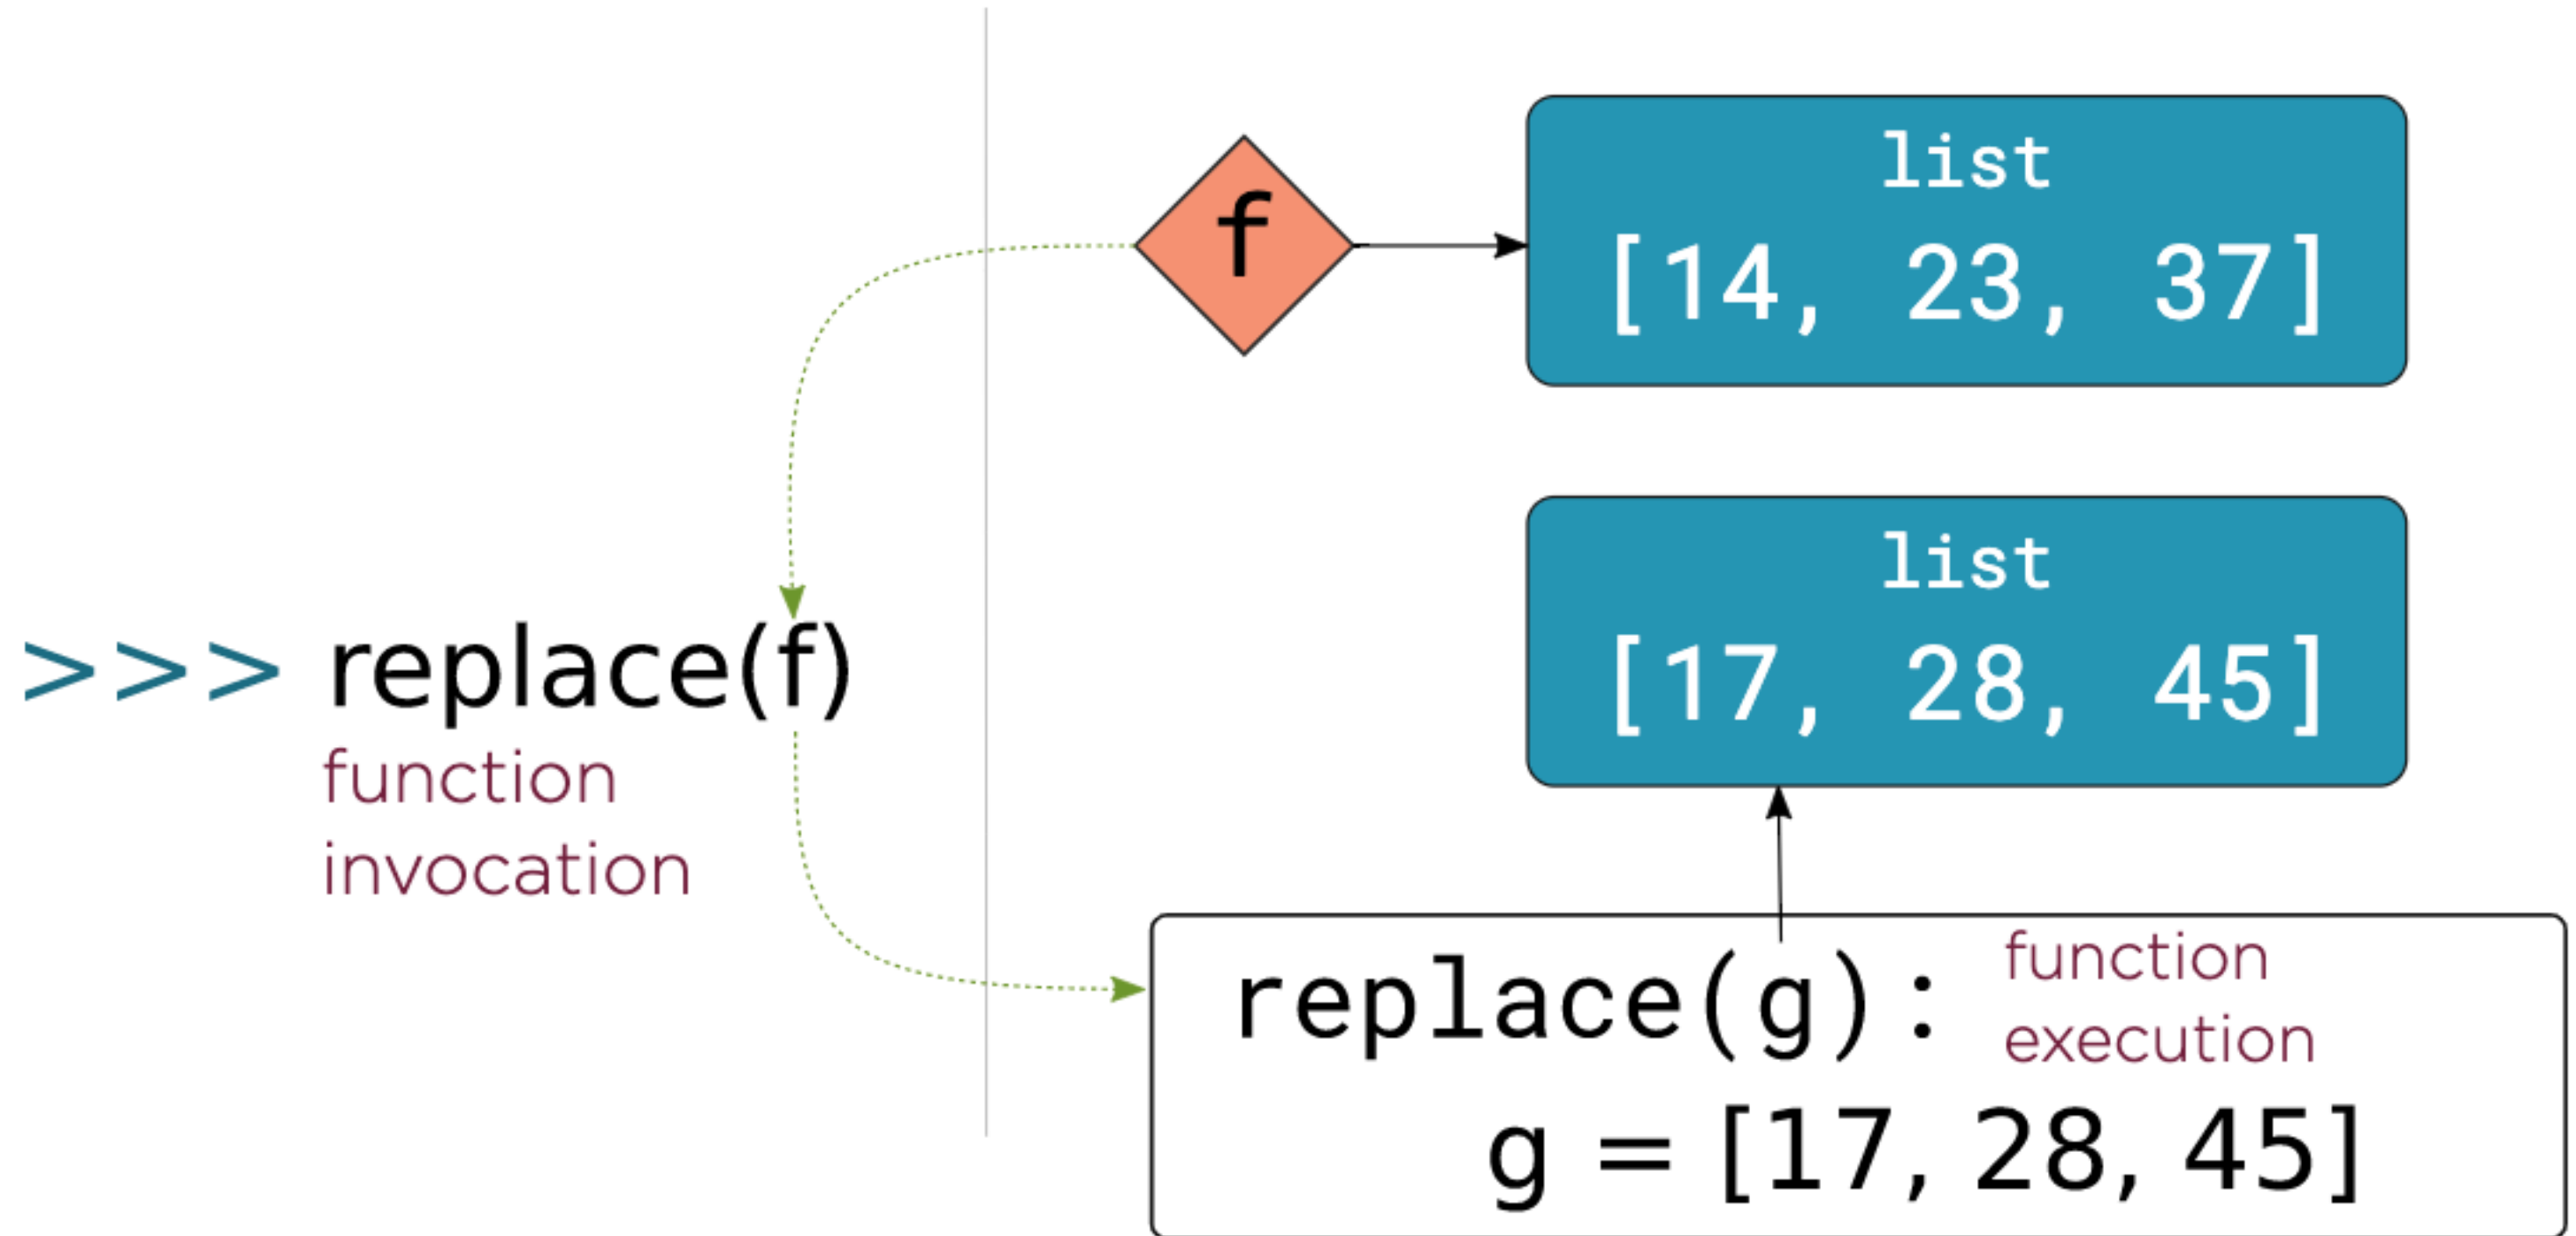 f
list
[14, 23, 37]
list
[17, 28, 45]
>>> replace(f)
function
invocation
replace(g):
function
execution
g = [17, 28, 45]